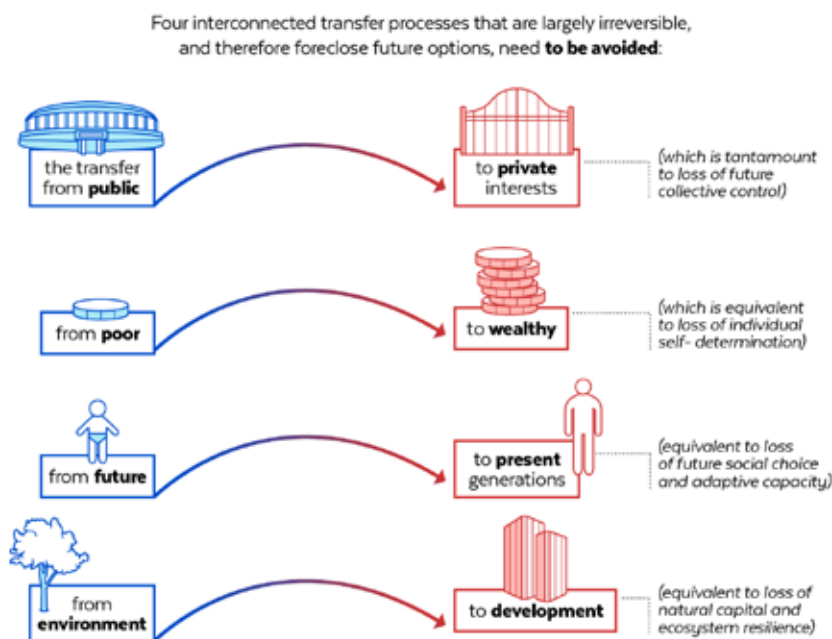 Four interconnected transfer processes that are largely irreversible,
and therefore foreclose future options, need to be avoided:
the transfer
from public
to private
interests
(which is tantamount
to loss of future
collective control)
from poor
to wealthy
(which is equivalent
to loss of individual
self- determination)
from future
to present
generations
(equivalent to loss
of future social choice
and adaptive capacity)
from
environment
to development
(equivalent to loss of
natural capital and
ecosystem resilience)